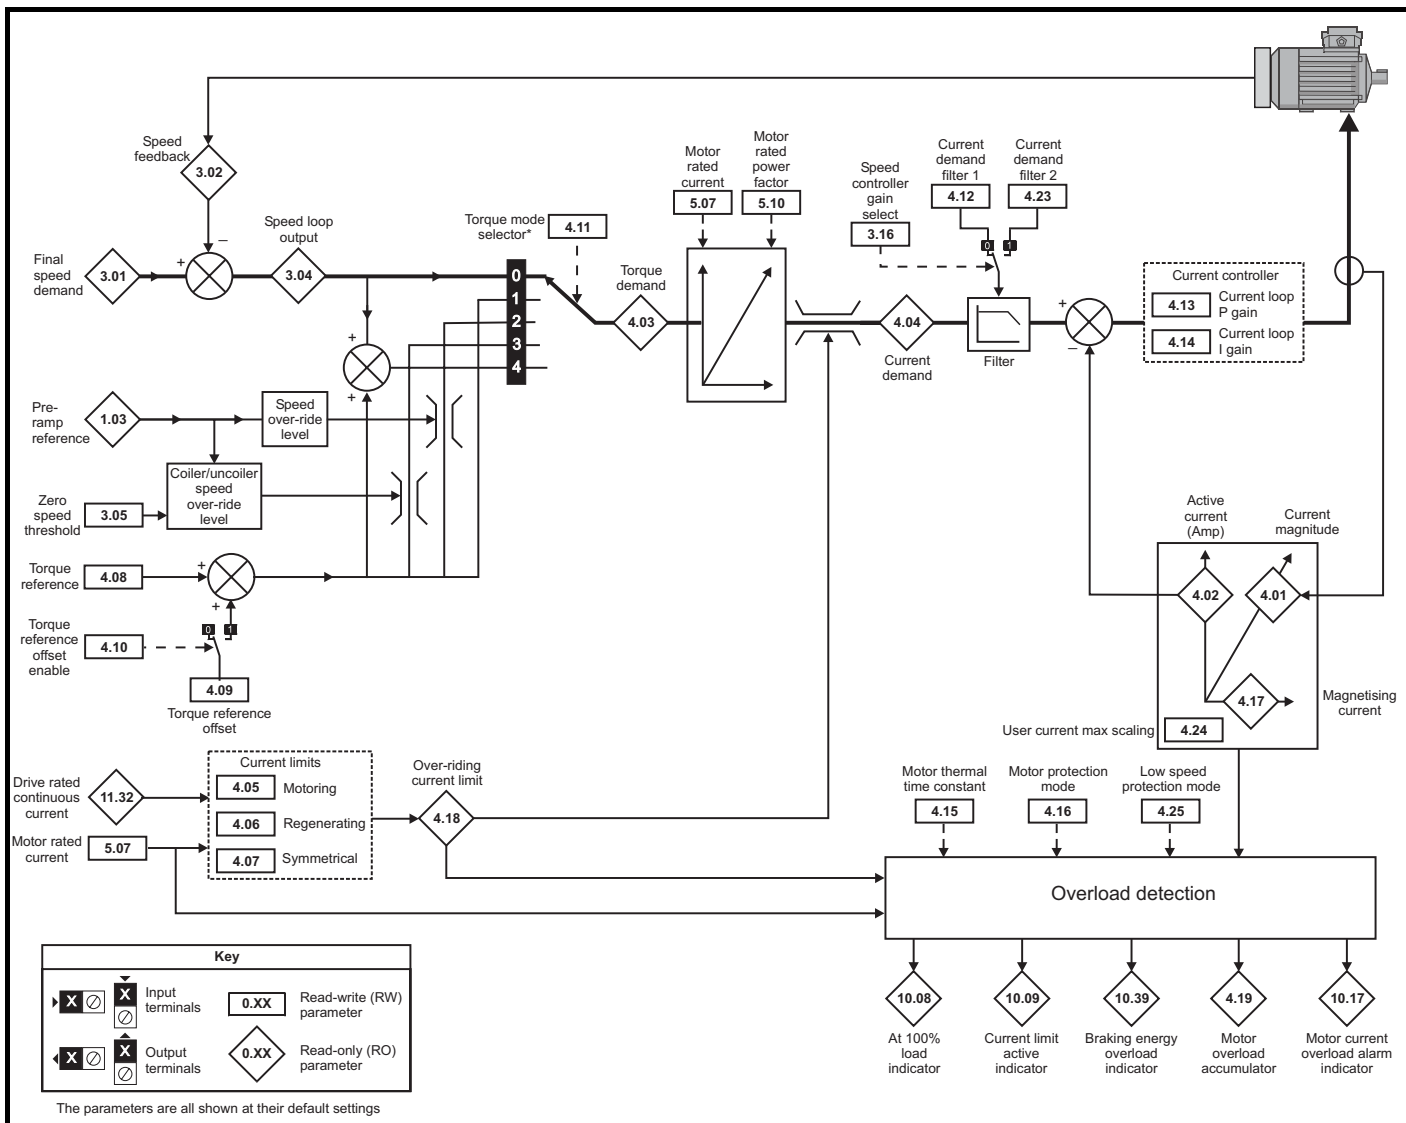 Speed
feedback
3.02
Final
speed
demand
3.01
+
–
Speed loop
output
3.04
Torque mode
selector*
4.11
0
1
2
3
4
Torque
demand
4.03
Motor
rated
current
5.07
Motor
rated
power
factor
5.10
Speed
controller
gain
select
3.16
Current
demand
filter 1
4.12
Current
demand
filter 2
4.23
0
1
4.04
Current
demand
Filter
+
–
Current controller
4.13
Current loop
P gain
4.14
Current loop
I gain
+
+
Pre-
ramp
reference
1.03
Speed
over-ride
level
Coiler/uncoiler
speed
over-ride
level
Zero
speed
threshold
3.05
Torque
reference
4.08
+
+
Torque
reference
offset
enable
4.10
0
1
4.09
Torque reference
offset
Active
current
(Amp)
Current
magnitude
4.02
4.01
4.17
Magnetising
current
User current max scaling
4.24
Drive rated
continuous
current
11.32
Motor rated
current
5.07
Current limits
4.05
Motoring
4.06
Regenerating
4.07
Symmetrical
Over-riding
current limit
4.18
Motor thermal
time constant
4.15
Motor protection
mode
4.16
Low speed
protection mode
4.25
Overload detection
10.08
At 100%
load
indicator
10.09
Current limit
active
indicator
10.39
Braking energy
overload
indicator
4.19
Motor
overload
accumulator
10.17
Motor current
overload alarm
indicator
Key
X
X
Input
terminals
0.XX
Read-write (RW)
parameter
X
X
Output
terminals
0.XX
Read-only (RO)
parameter
The parameters are all shown at their default settings